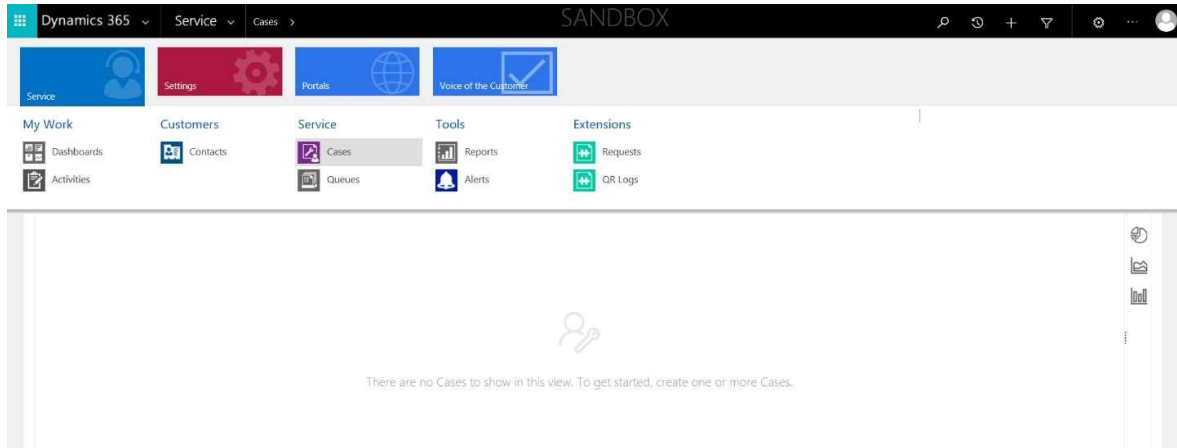 Dynamics 365 Service Cases > SANDBOX ...
Service Settings Portals Voice of the Customer
My Work Customers Service Tools Extensions
Dashboards Contacts Cases Reports Requests
Activities Queues Alerts QR Logs
There are no Cases to show in this view. To get started, create one or more Cases.